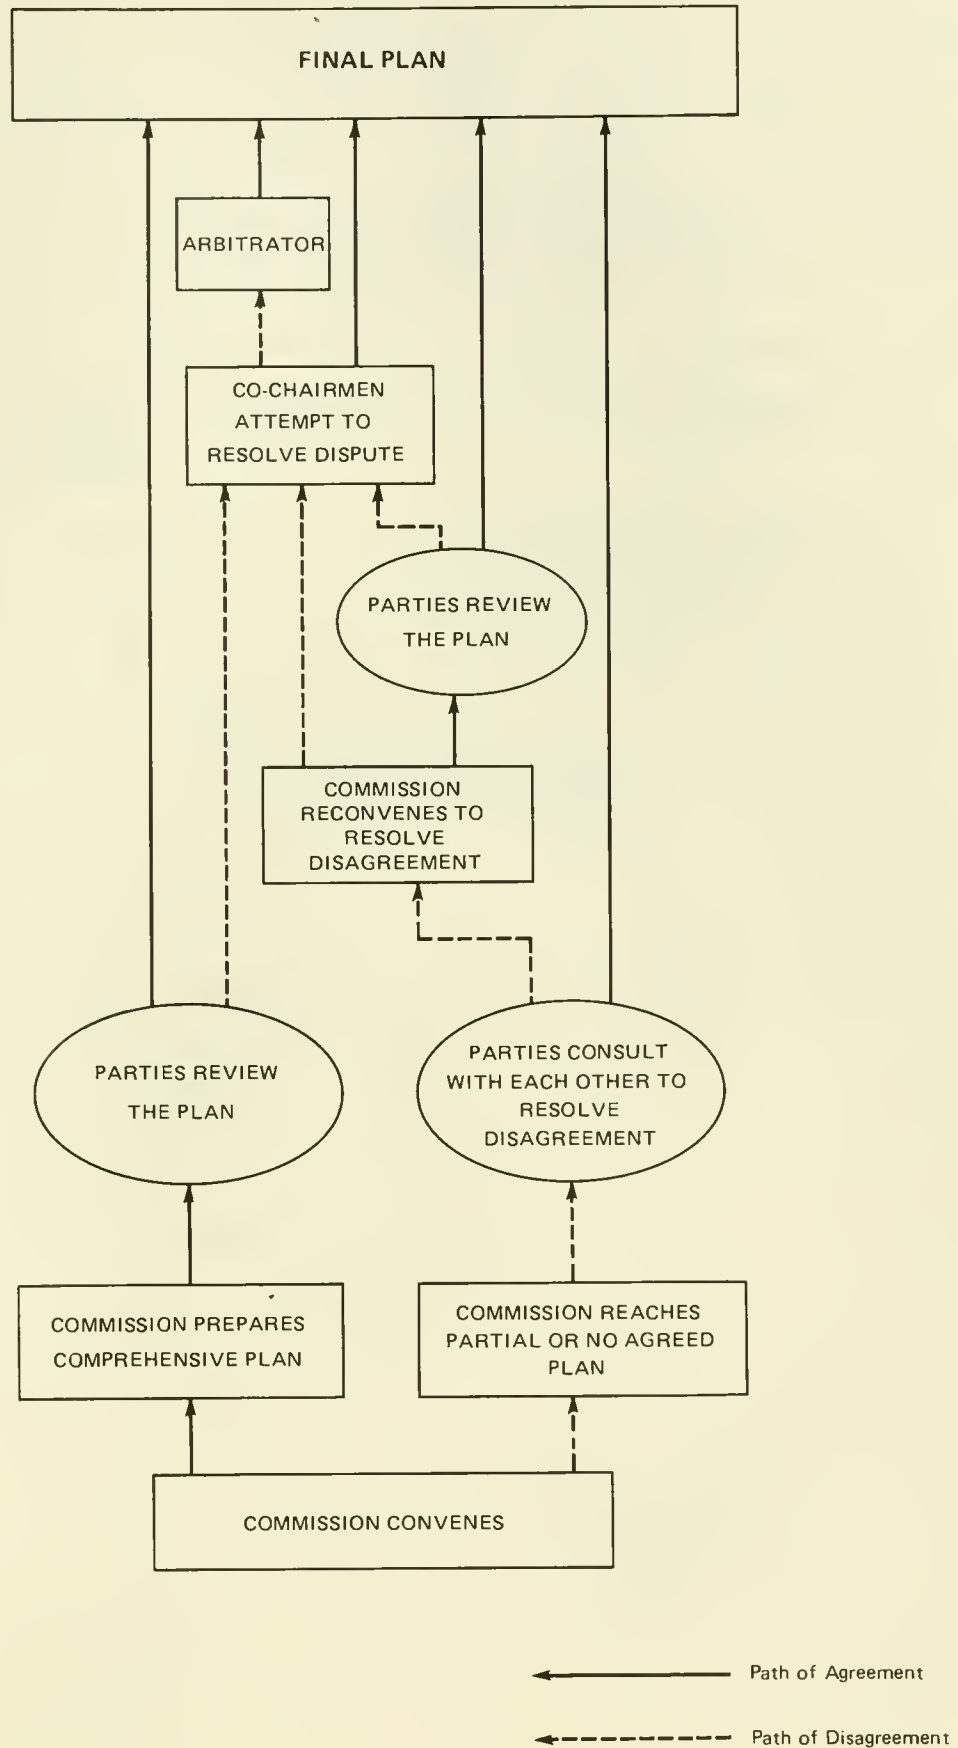 FINAL PLAN
ARBITRATOR
CO-CHAIRMEN
ATTEMPT TO
RESOLVE DISPUTE
PARTIES REVIEW
THE PLAN
COMMISSION
RECONVENES TO
RESOLVE
DISAGREEMENT
PARTIES REVIEW
THE PLAN
PARTIES CONSULT
WITH EACH OTHER TO
RESOLVE
DISAGREEMENT
COMMISSION PREPARES
COMPREHENSIVE PLAN
COMMISSION REACHES
PARTIAL OR NO AGREED
PLAN
COMMISSION CONVENES
Path of Agreement
Path of Disagreement